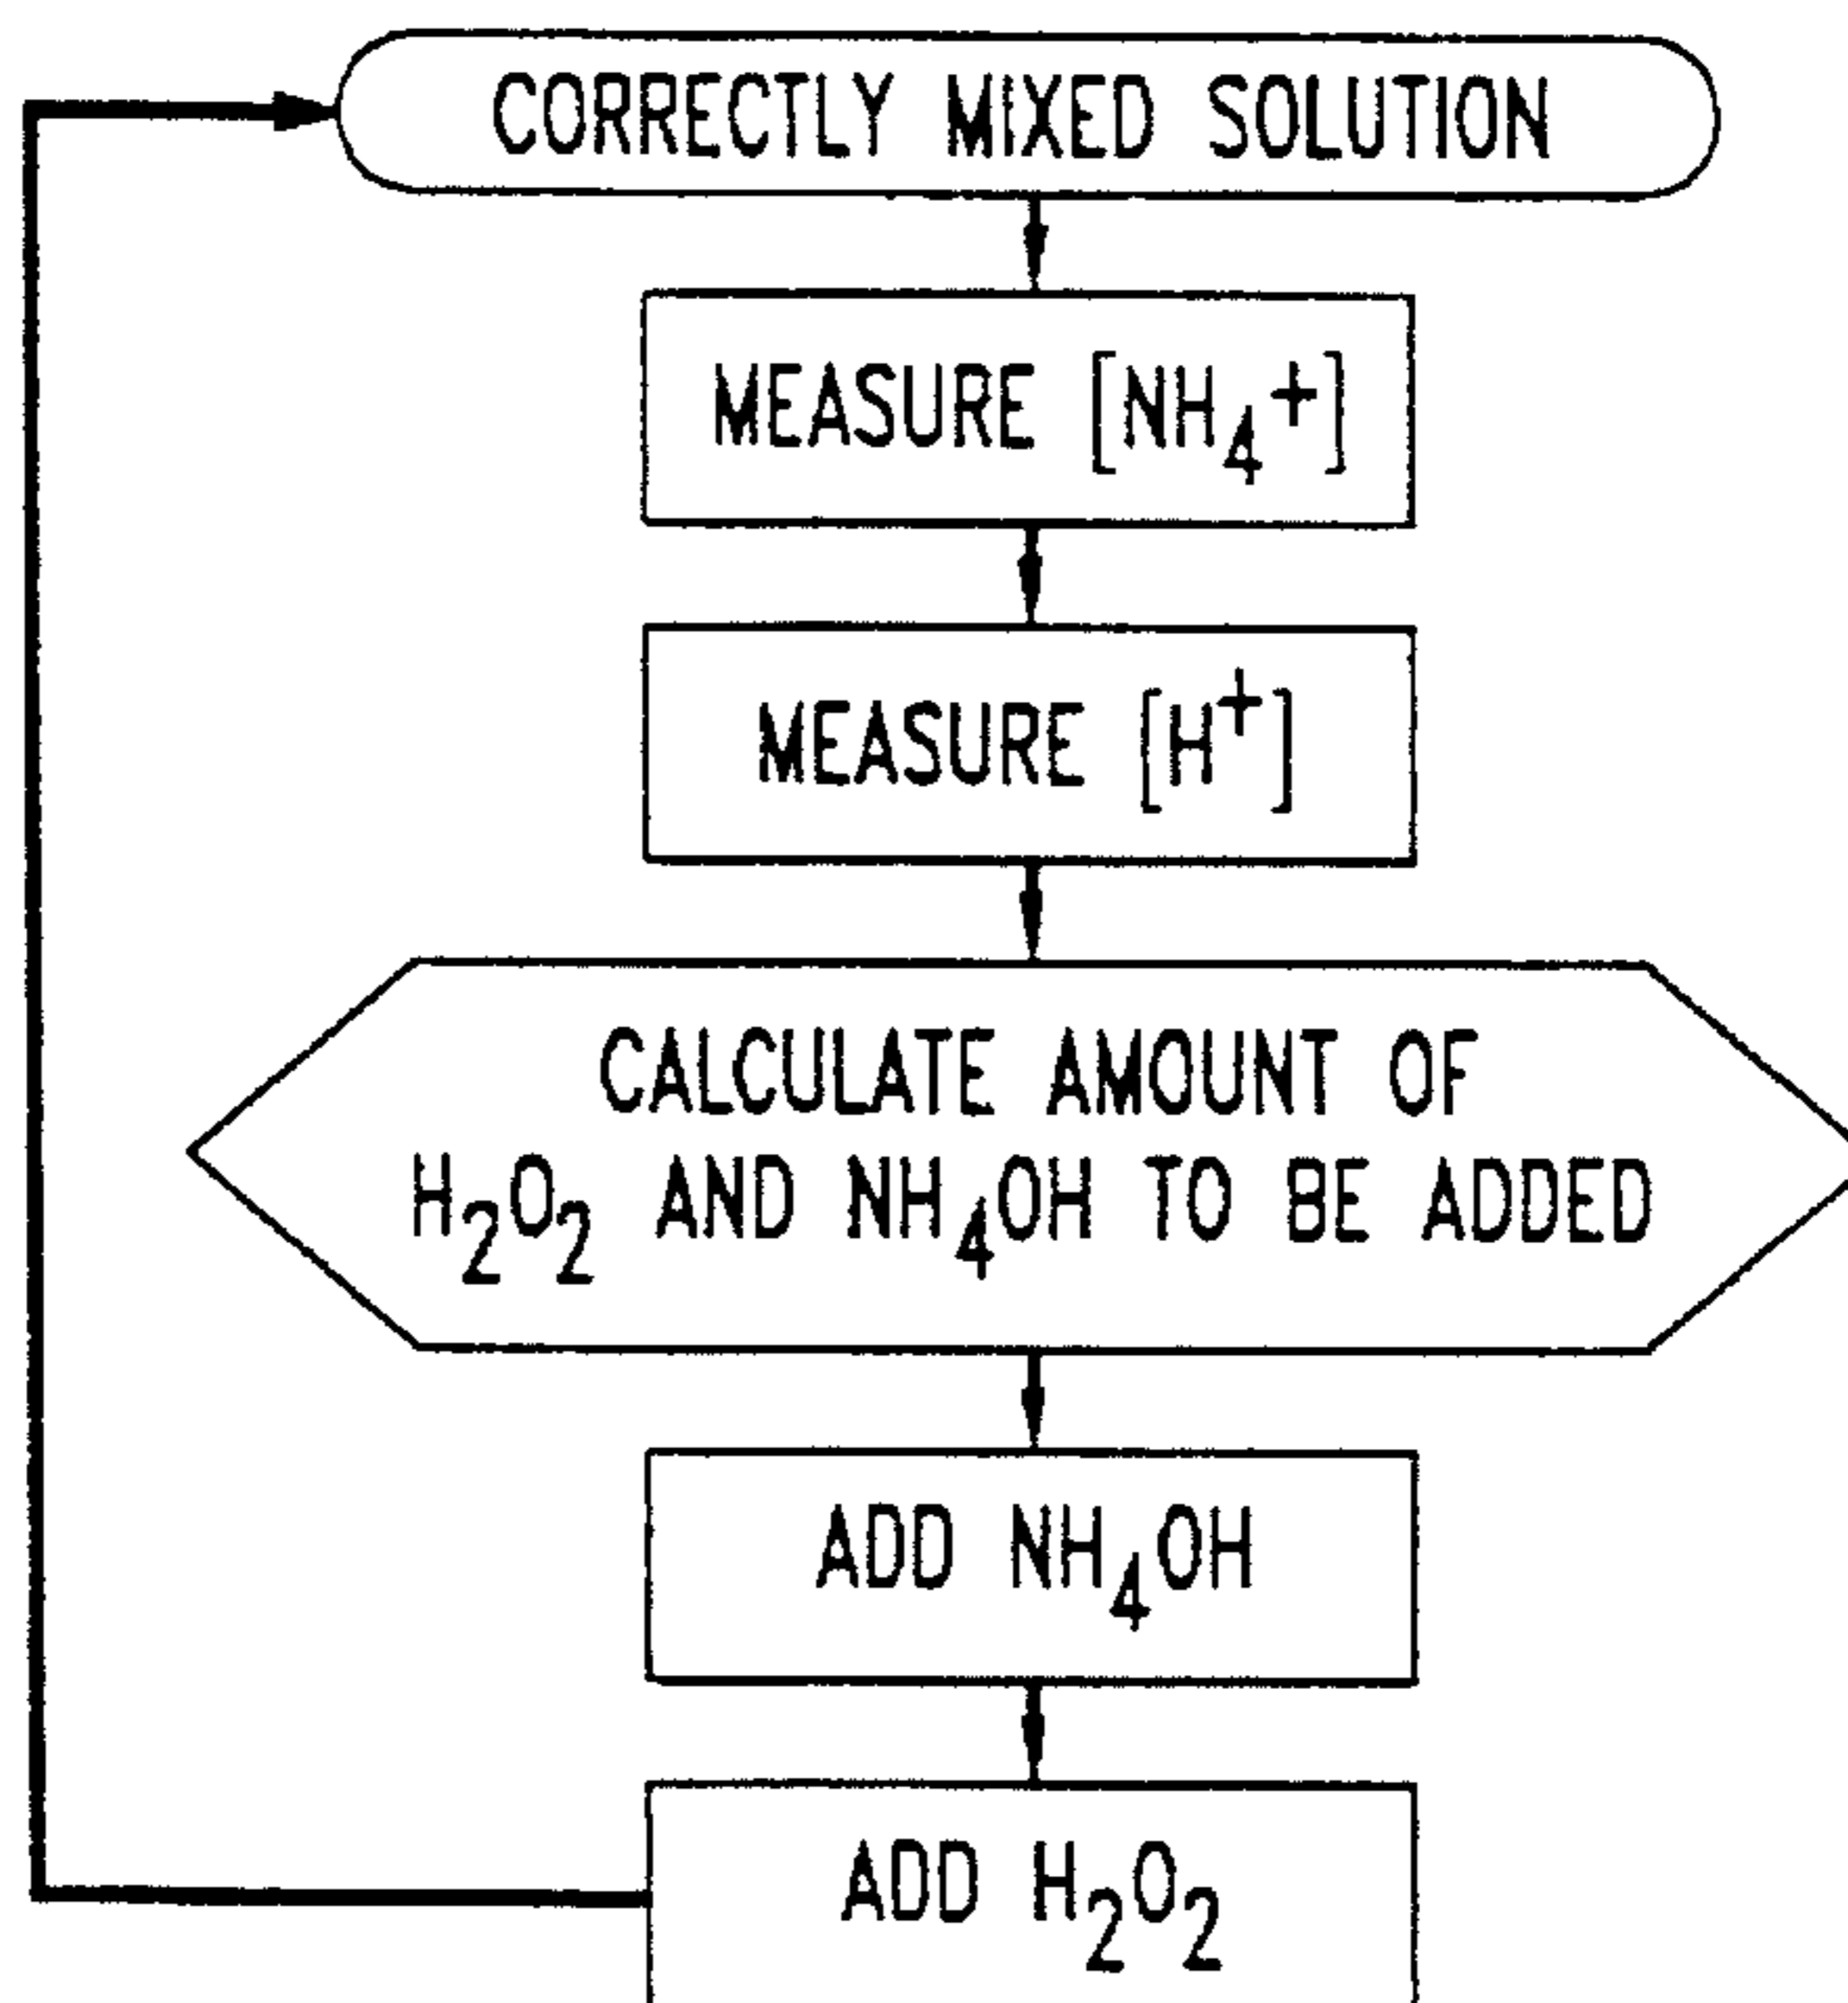 CORRECTLY MIXED SOLUTION
MEASURE [NH₄⁺]
MEASURE [H⁺]
CALCULATE AMOUNT OF
H₂O₂ AND NH₄OH TO BE ADDED
ADD NH₄OH
ADD H₂O₂